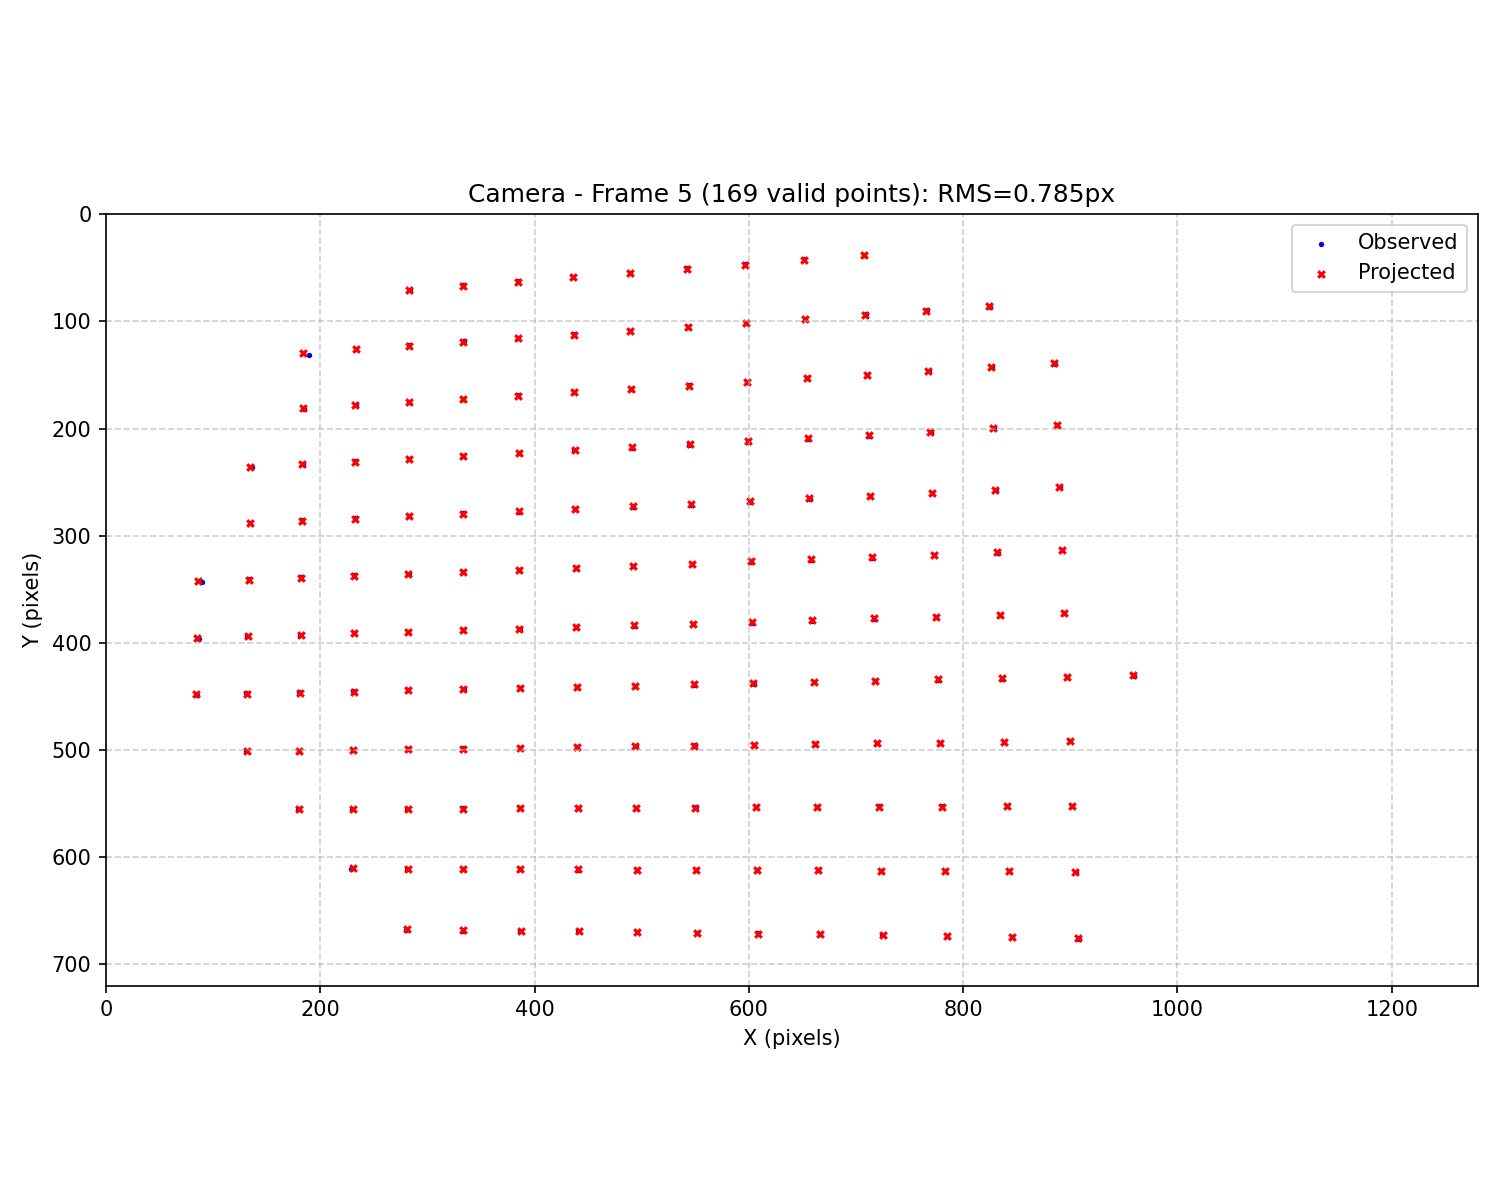 Camera - Frame 5 (169 valid points): RMS=0.785px
Observed
Projected
0
100
200
300
400
500
600
700
Y (pixels)
0 200 400 600 800 1000 1200
X (pixels)